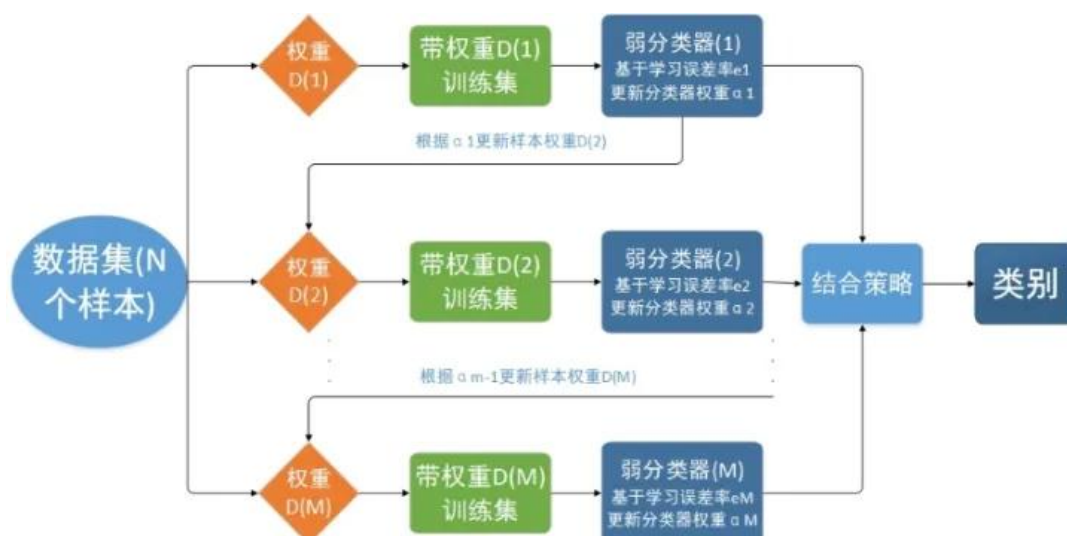 权重
D(1)
带权重D(1)
训练集
弱分类器(1)
基于学习误差率e1
更新分类器权重α1
根据α1更新样本权重D(2)
数据集(N
个样本)
权重
D(2)
带权重D(2)
训练集
弱分类器(2)
基于学习误差率e2
更新分类器权重α2
结合策略
类别
根据αm-1更新样本权重D(M)
权重
D(M)
带权重D(M)
训练集
弱分类器(M)
基于学习误差率eM
更新分类器权重αM